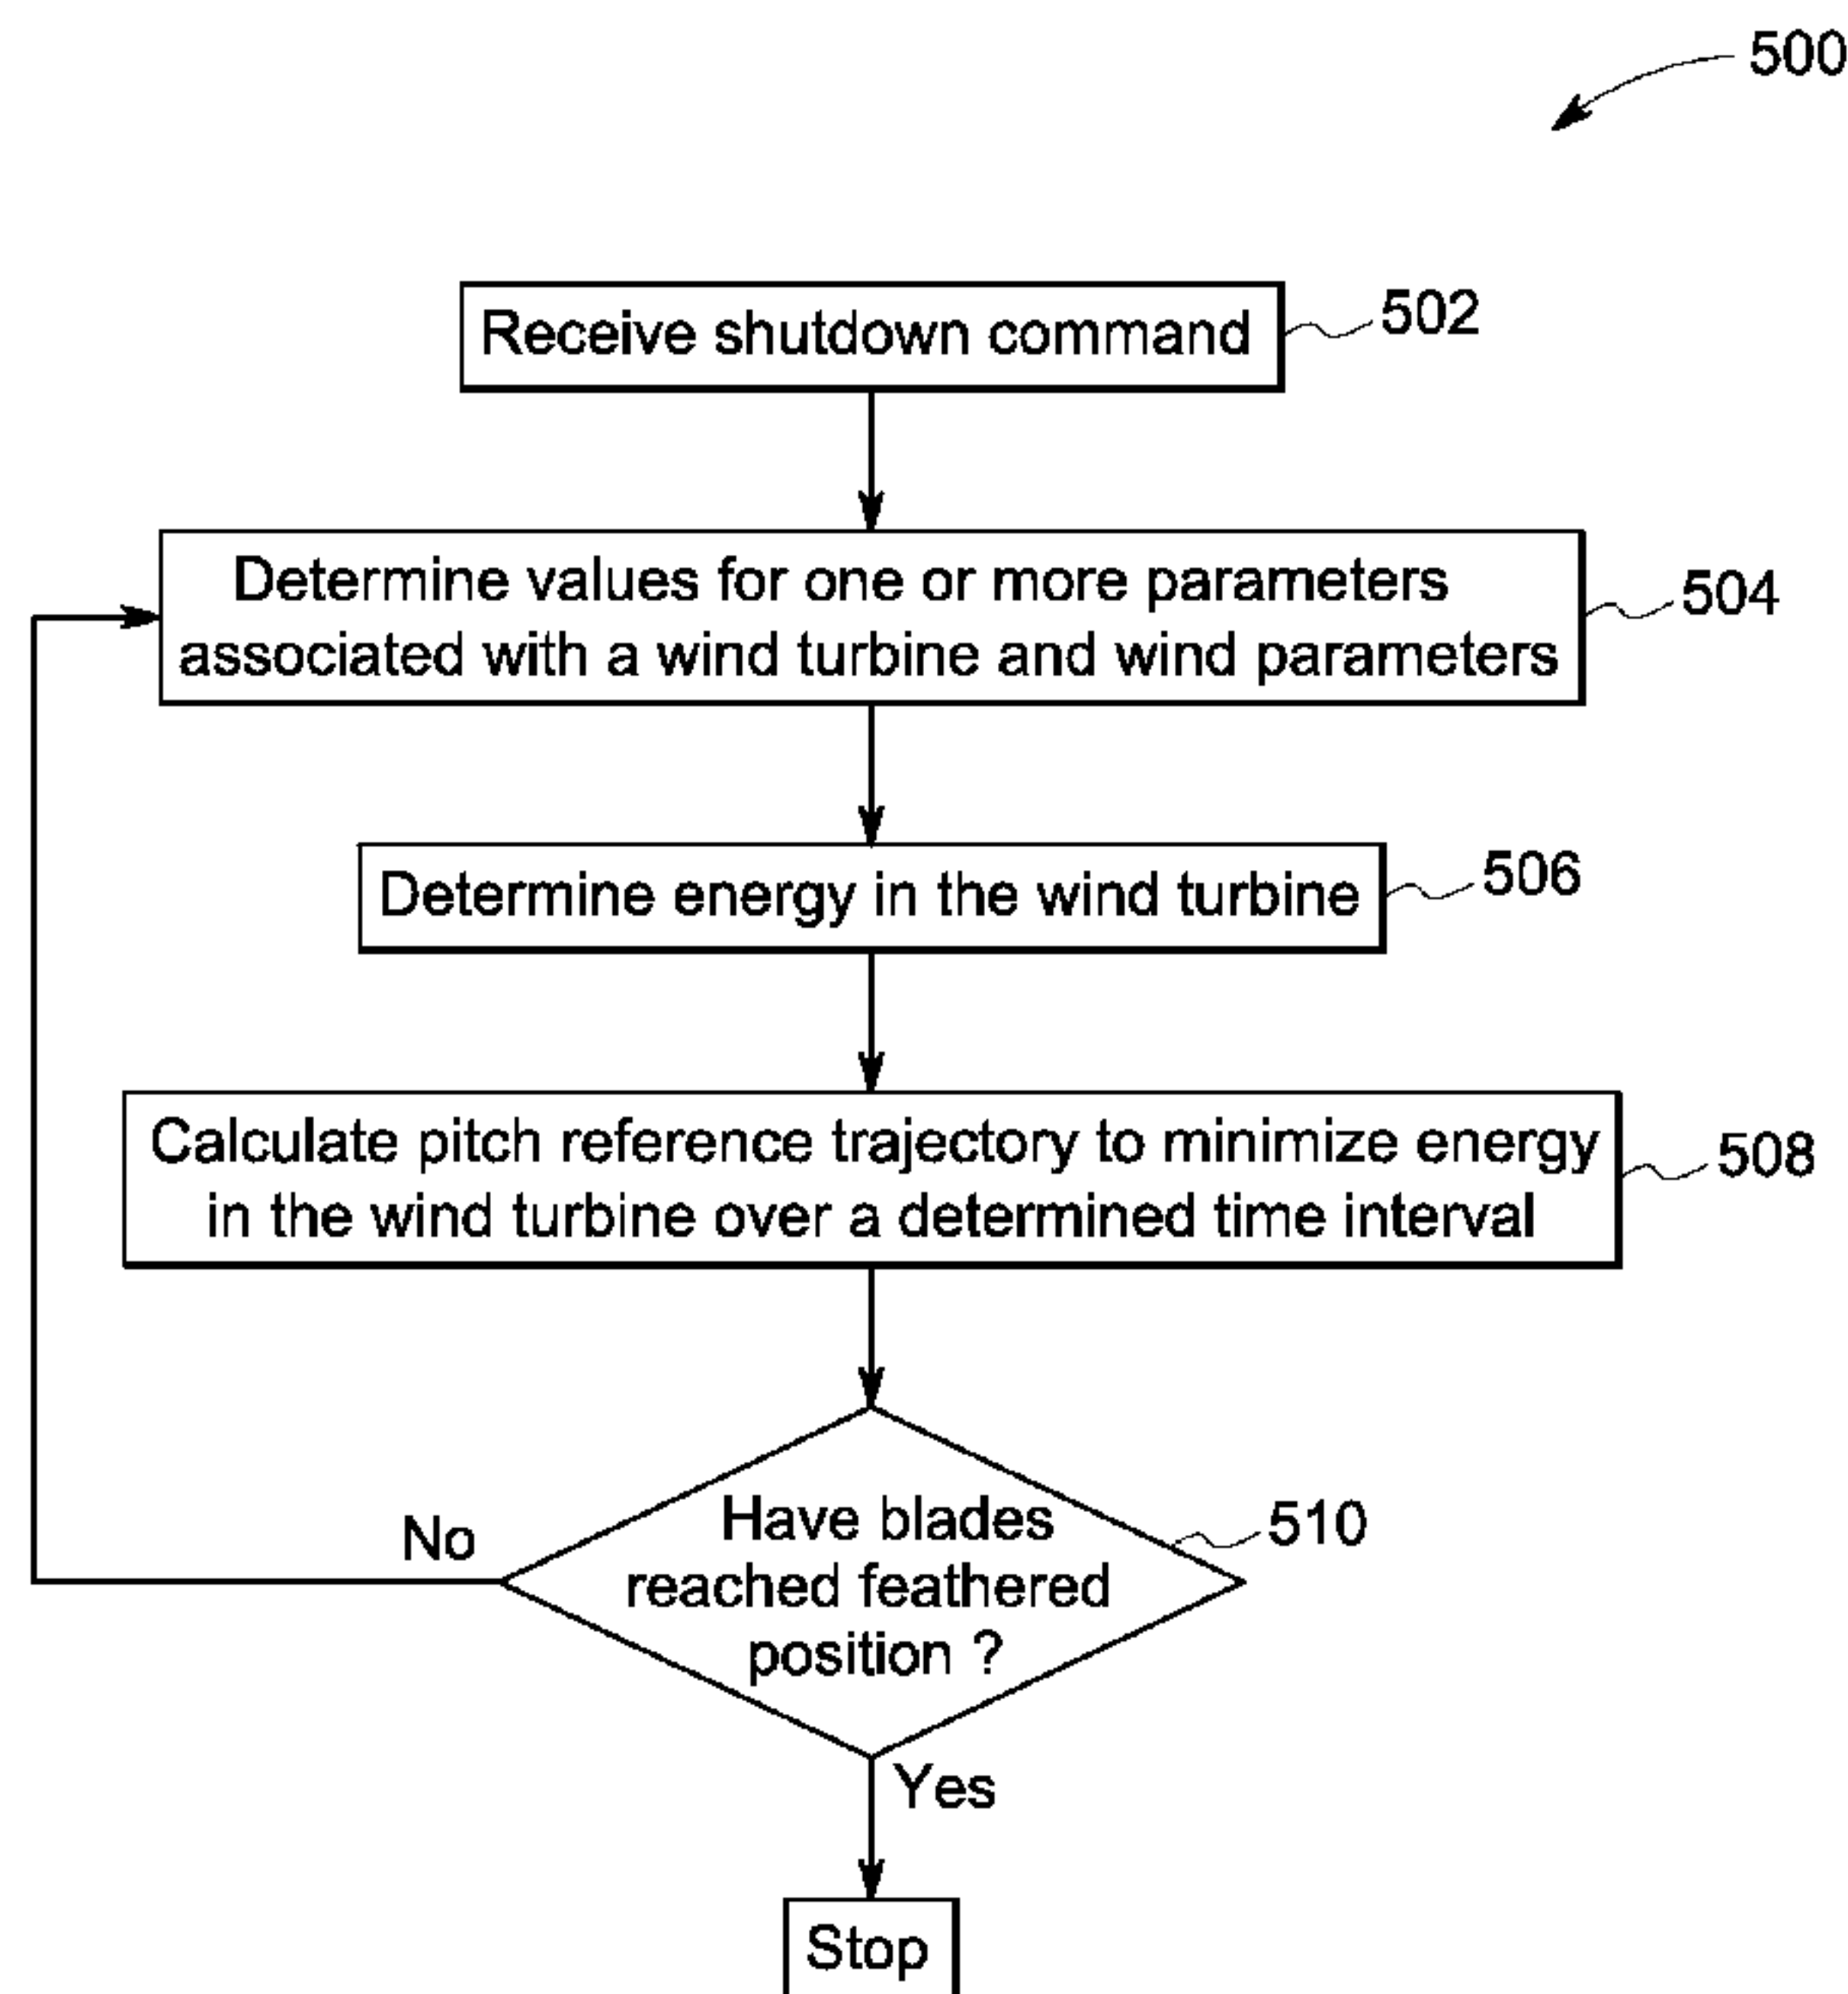 500
Receive shutdown command
502
Determine values for one or more parameters
associated with a wind turbine and wind parameters
504
Determine energy in the wind turbine
506
Calculate pitch reference trajectory to minimize energy
in the wind turbine over a determined time interval
508
Have blades
reached feathered
position ?
510
No
Yes
Stop